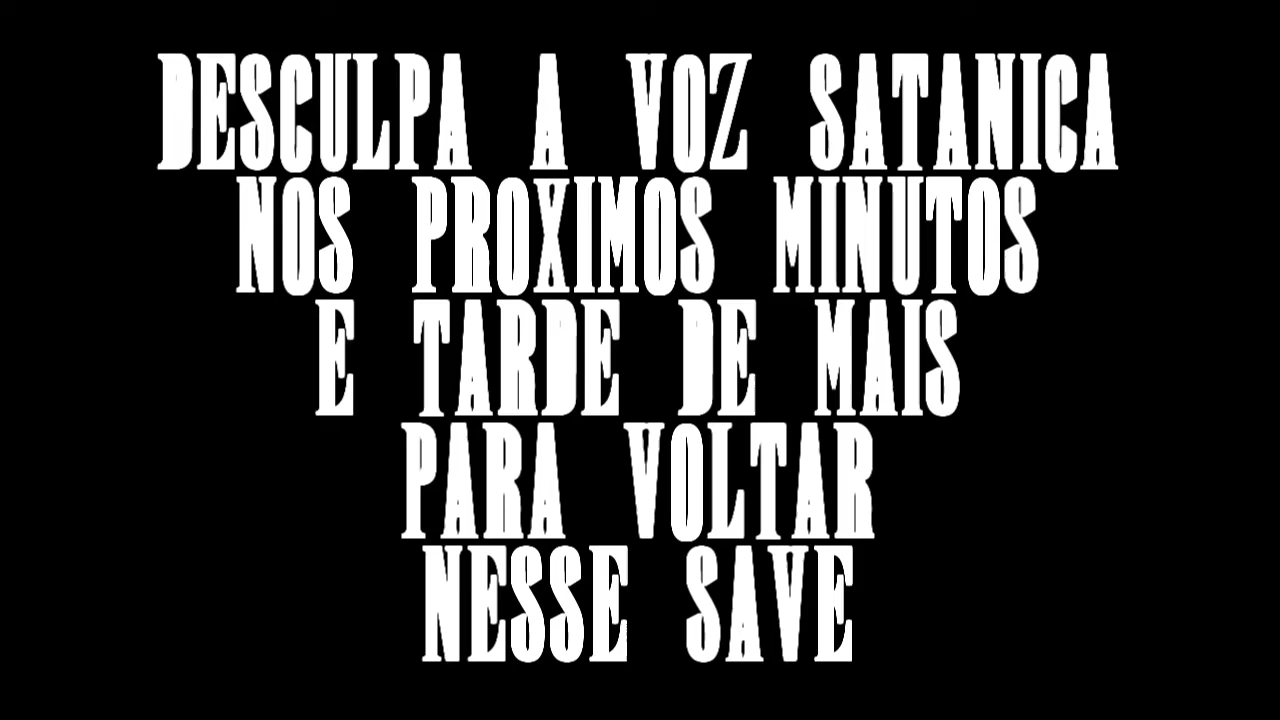 DESCULPA A VOZ SATANICA
NOS PROXIMOS MINUTOS
E TARDE DE MAIS
PARA VOLTAR
NESSE SAVE